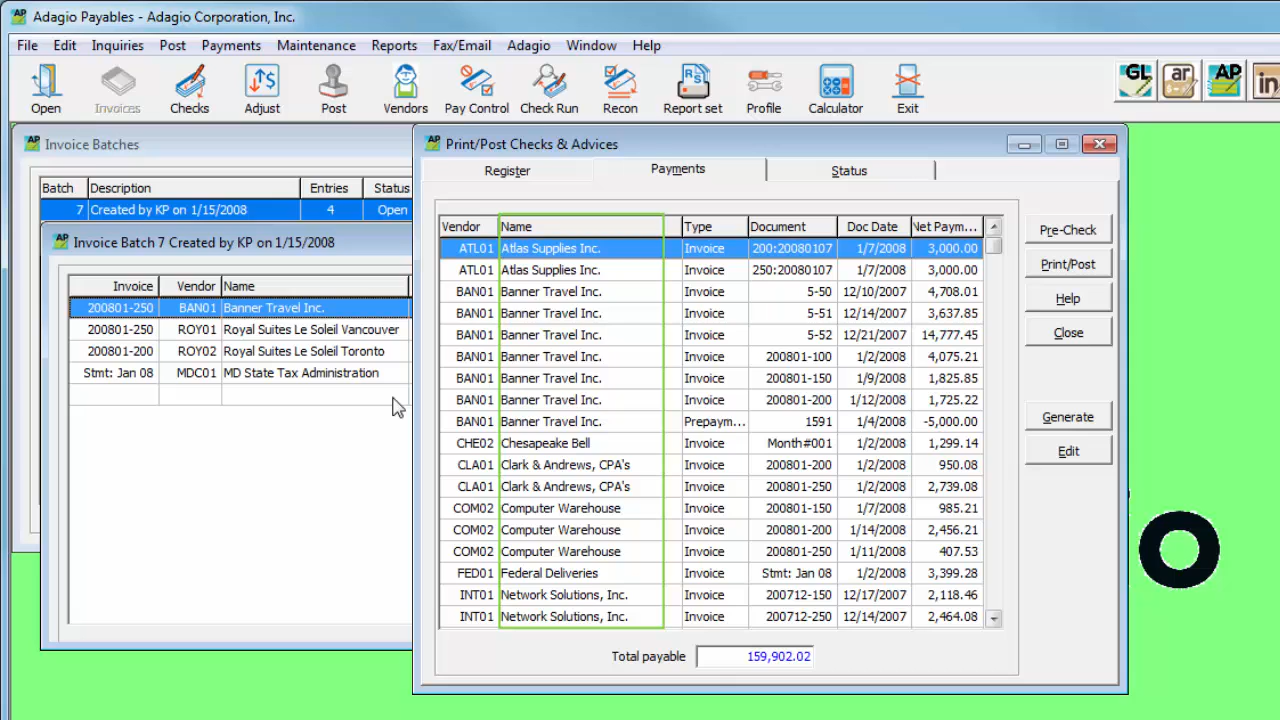 Adagio Payables - Adagio Corporation, Inc.
File Edit Inquiries Post Payments Maintenance Reports Fax/Email Adagio Window Help
Open Invoices Checks Adjust Post Vendors Pay Control Check Run Recon Report set Profile Calculator Exit
GL ar AP in
Invoice Batches
Batch Description Entries Status
7 Created by KP on 1/15/2008 4 Open
Invoice Batch 7 Created by KP on 1/15/2008
Invoice Vendor Name
200801-250 BAN01 Banner Travel Inc.
200801-250 ROY01 Royal Suites Le Soleil Vancouver
200801-200 ROY02 Royal Suites Le Soleil Toronto
Stmt: Jan 08 MDC01 MD State Tax Administration
Print/Post Checks & Advices
Register Payments Status
Vendor Name Type Document Doc Date Net Paym...
ATL01 Atlas Supplies Inc. Invoice 200:20080107 1/7/2008 3,000.00
ATL01 Atlas Supplies Inc. Invoice 250:20080107 1/7/2008 3,000.00
BAN01 Banner Travel Inc. Invoice 5-50 12/10/2007 4,708.01
BAN01 Banner Travel Inc. Invoice 5-51 12/14/2007 3,637.85
BAN01 Banner Travel Inc. Invoice 5-52 12/21/2007 14,777.45
BAN01 Banner Travel Inc. Invoice 200801-100 1/2/2008 4,075.21
BAN01 Banner Travel Inc. Invoice 200801-150 1/9/2008 1,825.85
BAN01 Banner Travel Inc. Invoice 200801-200 1/12/2008 1,725.22
BAN01 Banner Travel Inc. Prepaym... 1591 1/4/2008 -5,000.00
CHE02 Chesapeake Bell Invoice Month#001 1/2/2008 1,299.14
CLA01 Clark & Andrews, CPA's Invoice 200801-200 1/2/2008 950.08
CLA01 Clark & Andrews, CPA's Invoice 200801-250 1/2/2008 2,739.08
COM02 Computer Warehouse Invoice 200801-150 1/7/2008 985.21
COM02 Computer Warehouse Invoice 200801-200 1/14/2008 2,456.21
COM02 Computer Warehouse Invoice 200801-250 1/11/2008 407.53
FED01 Federal Deliveries Invoice Stmt: Jan 08 1/2/2008 3,399.28
INT01 Network Solutions, Inc. Invoice 200712-150 12/17/2007 2,118.46
INT01 Network Solutions, Inc. Invoice 200712-250 12/14/2007 2,464.08
Total payable 159,902.02
Pre-Check
Print/Post
Help
Close
Generate
Edit
o